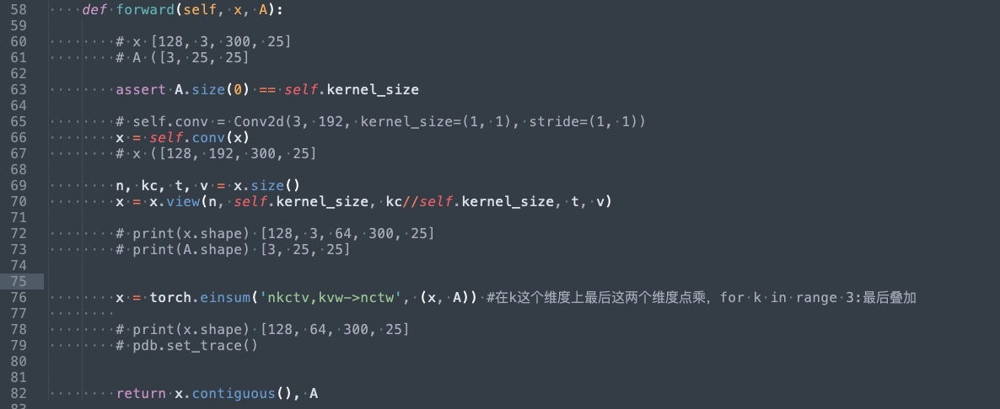 58 def forward(self, x, A):
59
60 # x [128, 3, 300, 25]
61 # A ([3, 25, 25]
62
63 assert A.size(0) == self.kernel_size
64
65 # self.conv = Conv2d(3, 192, kernel_size=(1, 1), stride=(1, 1))
66 x = self.conv(x)
67 # x ([128, 192, 300, 25]
68
69 n, kc, t, v = x.size()
70 x = x.view(n, self.kernel_size, kc//self.kernel_size, t, v)
71
72 # print(x.shape) [128, 3, 64, 300, 25]
73 # print(A.shape) [3, 25, 25]
74
75
76 x = torch.einsum('nkctv,kvw->nctw', (x, A)) #在k这个维度上最后这两个维度点乘，for k in range 3:最后叠加
77
78 # print(x.shape) [128, 64, 300, 25]
79 # pdb.set_trace()
80
81
82 return x.contiguous(), A
83